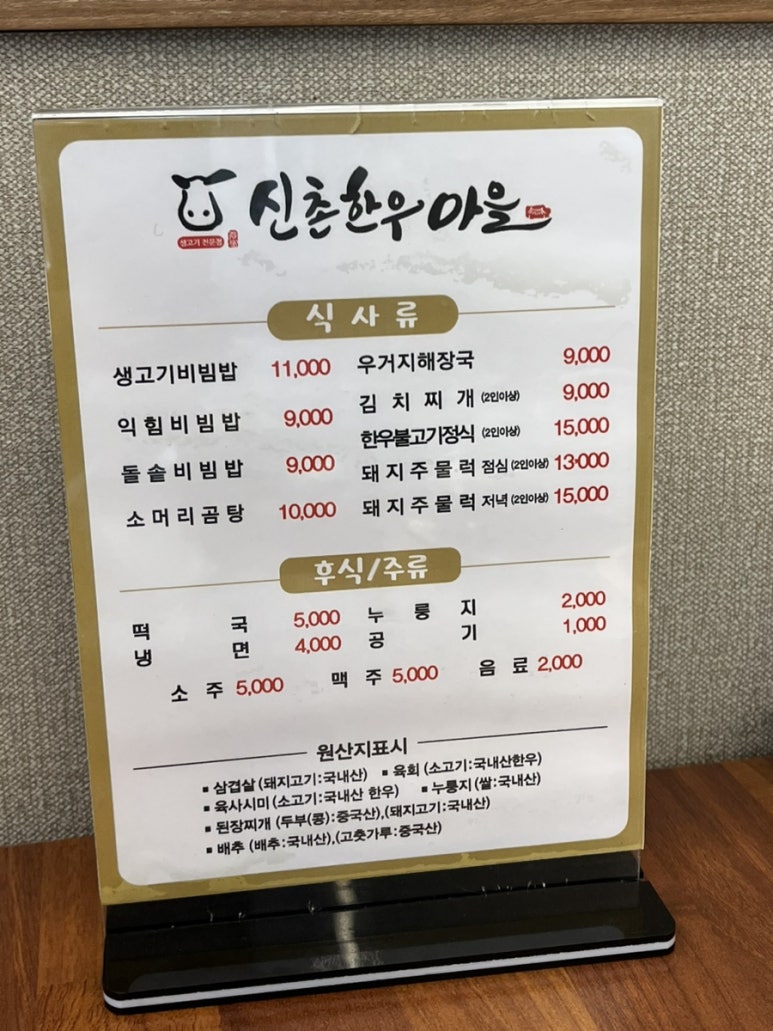 신촌한우마을
생고기 전문점
식사류
생고기비빔밥 11,000
익힘비빔밥 9,000
돌솥비빔밥 9,000
소머리곰탕 10,000
우거지해장국 9,000
김치찌개 (2인이상) 9,000
한우불고기정식 (2인이상) 15,000
돼지주물럭 점심 (2인이상) 13,000
돼지주물럭 저녁 (2인이상) 15,000
후식/주류
떡국 5,000 누룽지 2,000
냉면 4,000 공기 1,000
소주 5,000 맥주 5,000 음료 2,000
원산지표시
▪ 삼겹살 (돼지고기:국내산) ▪ 육회 (소고기:국내산한우)
▪ 육사시미 (소고기:국내산 한우) ▪ 누룽지 (쌀:국내산)
▪ 된장찌개 (두부(콩):중국산),(돼지고기:국내산)
▪ 배추 (배추:국내산),(고춧가루:중국산)